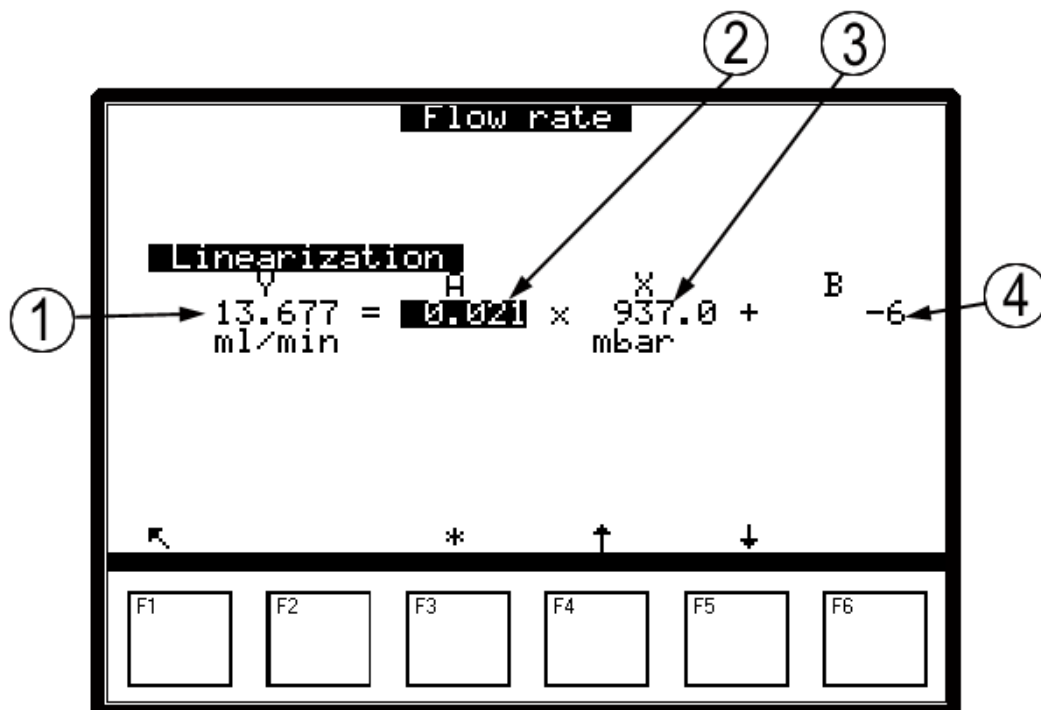 2 3
Flow rate
Linearization
Y A X B
1 13.677 = 0.021 x 937.0 + -6 4
ml/min mbar
↖ * ↑ ↓
F1 F2 F3 F4 F5 F6